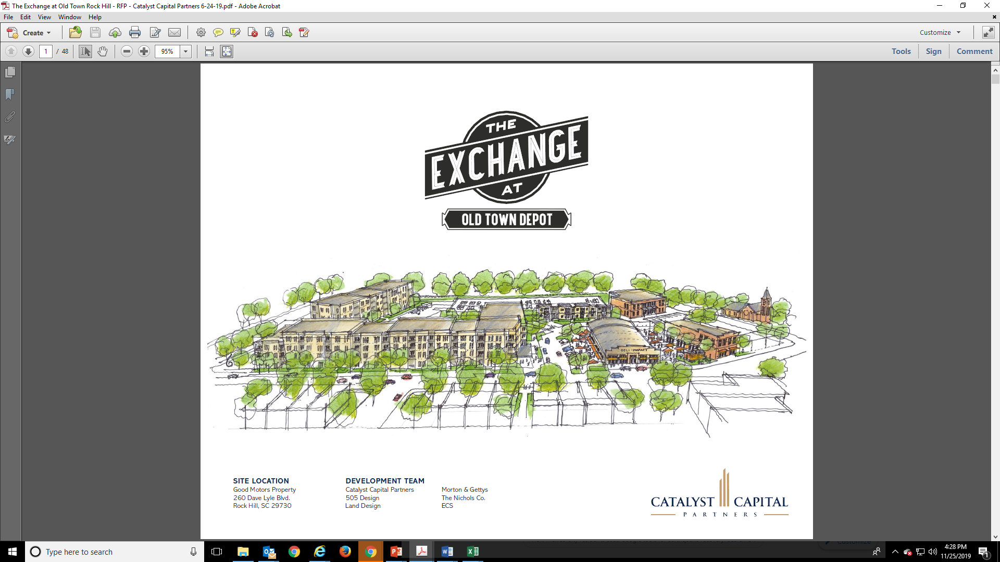 The Exchange at Old Town Rock Hill - RFP - Catalyst Capital Partners 6-24-19.pdf - Adobe Acrobat
File Edit View Window Help
Create
Customize
1 / 48
95%
Tools Sign Comment
THE
EXCHANGE
AT
OLD TOWN DEPOT
DELI-MARKET
SITE LOCATION
Good Motors Property
260 Dave Lyle Blvd.
Rock Hill, SC 29730
DEVELOPMENT TEAM
Catalyst Capital Partners
505 Design
Land Design
Morton & Gettys
The Nichols Co.
ECS
CATALYST CAPITAL
PARTNERS
Type here to search
Customize
4:28 PM
11/25/2019
1